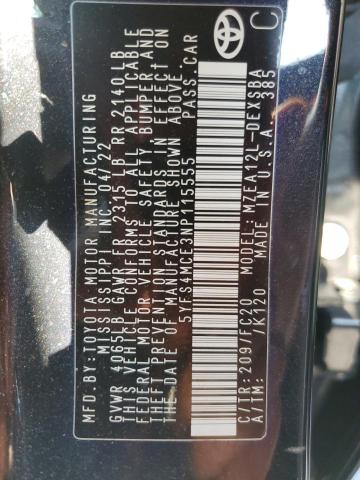 MFD. BY: TOYOTA MOTOR MANUFACTURING
MISSISSIPPI INC. 04/22
GVWR 4065LB GAWR FR 2315 LB RR 2140LB
THIS VEHICLE CONFORMS TO ALL APPLICABLE
FEDERAL MOTOR VEHICLE SAFETY, BUMPER AND
THEFT PREVENTION STANDARDS IN EFFECT ON
THE DATE OF MANUFACTURE SHOWN ABOVE.
5YFS4MCE3NP115555 PASS.CAR
C/TR: 209/FC20 MODEL: MZEA12L-DEXSBA
A/TM: /K120 MADE IN U.S.A. 385
TOYOTA
C